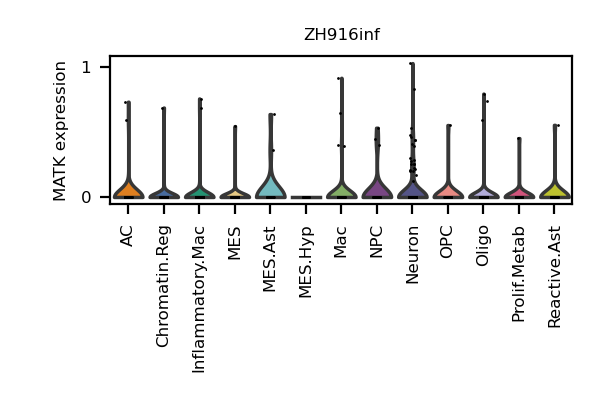 ZH916inf
MATK expression
1
0
AC
Chromatin.Reg
Inflammatory.Mac
MES
MES.Ast
MES.Hyp
Mac
NPC
Neuron
OPC
Oligo
Prolif.Metab
Reactive.Ast